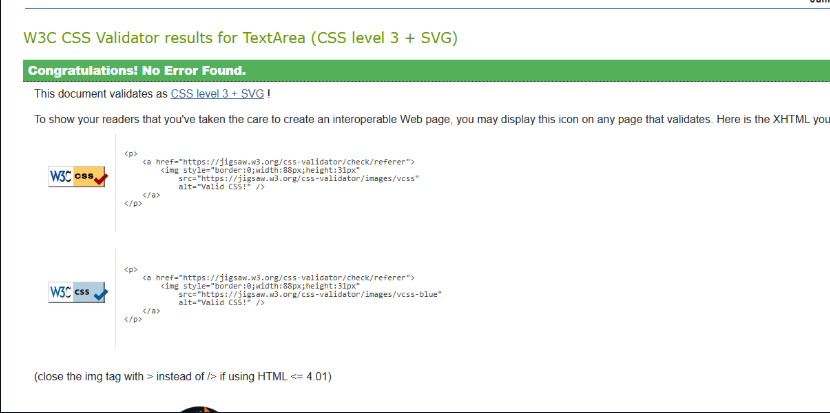 W3C CSS Validator results for TextArea (CSS level 3 + SVG)
Congratulations! No Error Found.
This document validates as CSS level 3 + SVG !
To show your readers that you've taken the care to create an interoperable Web page, you may display this icon on any page that validates. Here is the XHTML you
W3C css
<p>
<a href="https://jigsaw.w3.org/css-validator/check/referer">
<img style="border:0;width:88px;height:31px"
src="https://jigsaw.w3.org/css-validator/images/vcss"
alt="Valid CSS!" />
</a>
</p>
W3C css
<p>
<a href="https://jigsaw.w3.org/css-validator/check/referer">
<img style="border:0;width:88px;height:31px"
src="https://jigsaw.w3.org/css-validator/images/vcss-blue"
alt="Valid CSS!" />
</a>
</p>
(close the img tag with > instead of /> if using HTML <= 4.01)